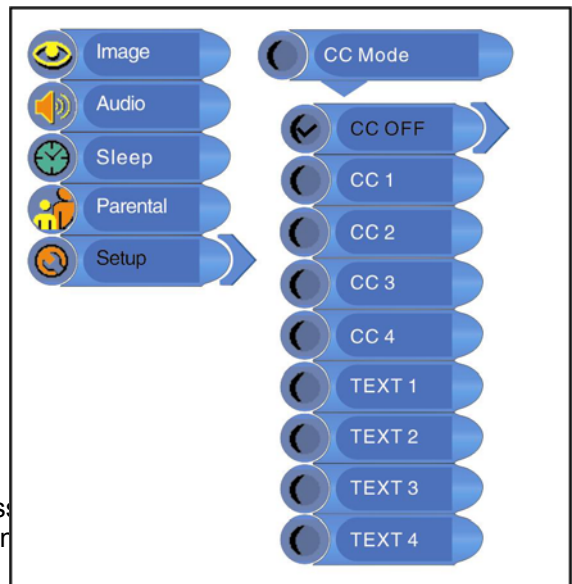 Image
Audio
Sleep
Parental
Setup
CC Mode
CC OFF
CC 1
CC 2
CC 3
CC 4
TEXT 1
TEXT 2
TEXT 3
TEXT 4